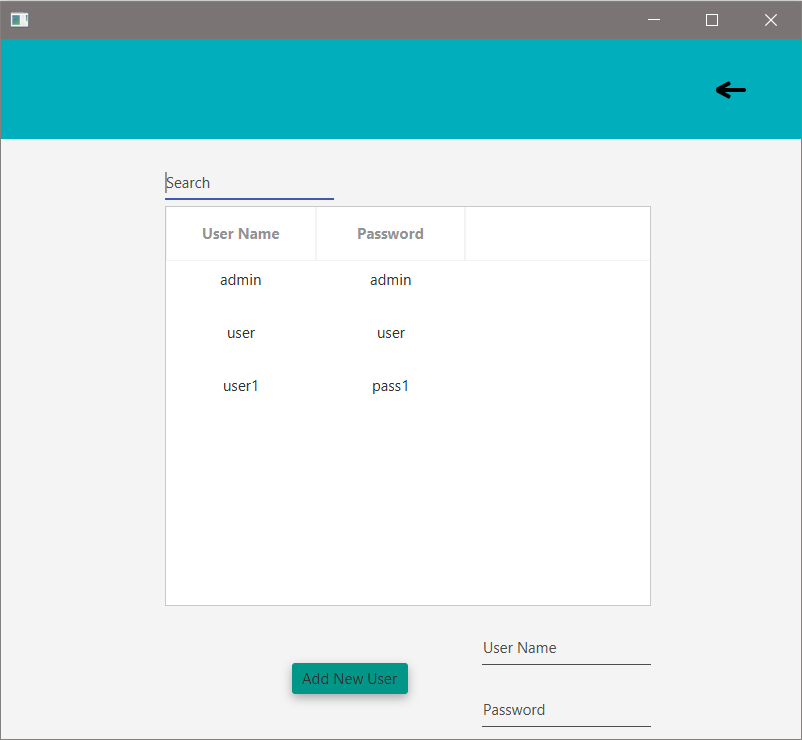 Search
User Name Password
admin admin
user user
user1 pass1
User Name
Add New User
Password